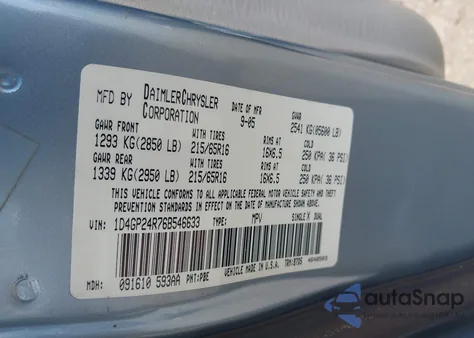 MFD BY DAIMLERCHRYSLER CORPORATION
DATE OF MFR 9-05
GVWR 2541 KG(05600 LB)
GAWR FRONT WITH TIRES RIMS AT COLD
1293 KG(2850 LB) 215/65R16 16X6.5 250 KPA( 36 PSI)
GAWR REAR WITH TIRES RIMS AT COLD
1339 KG(2950 LB) 215/65R16 16X6.5 250 KPA( 36 PSI)
THIS VEHICLE CONFORMS TO ALL APPLICABLE FEDERAL MOTOR VEHICLE SAFETY, BUMPER, AND THEFT PREVENTION STANDARDS IN EFFECT ON THE DATE OF MANUFACTURE SHOWN ABOVE.
VIN: 1D4GP24R76B546633 TYPE: MPV SINGLE X DUAL
MDH: 091610 593AA PNT:PBE VEHICLE MADE IN U.S.A.
autoSnap